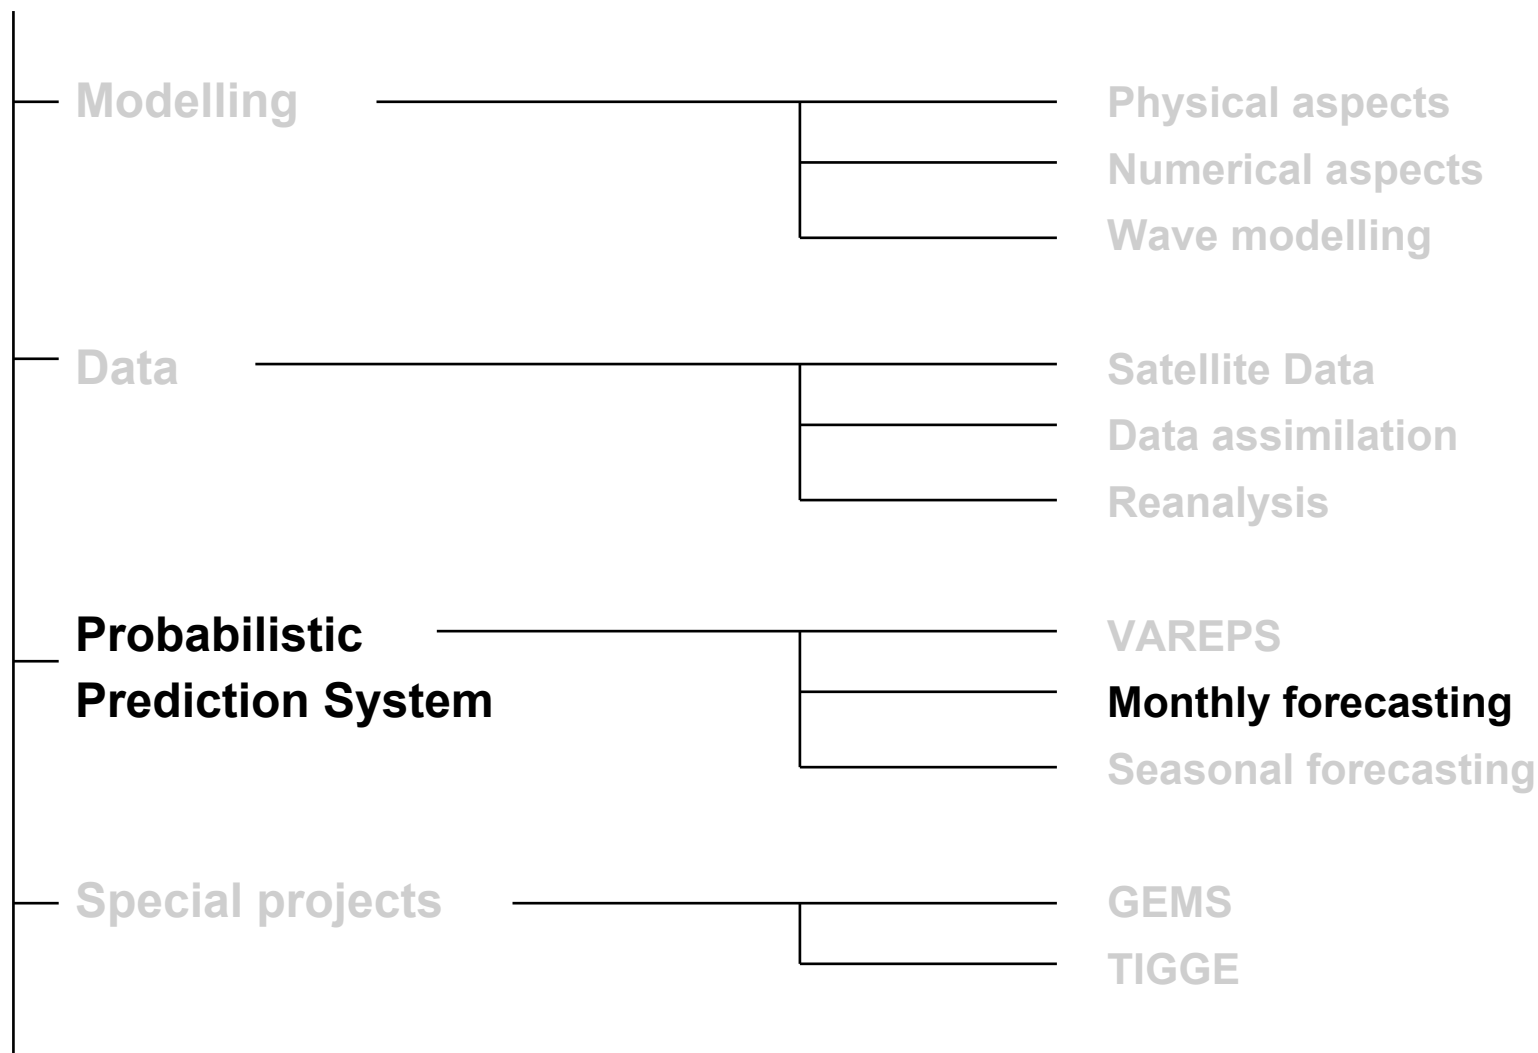 Modelling
Physical aspects
Numerical aspects
Wave modelling
Data
Satellite Data
Data assimilation
Reanalysis
Probabilistic
Prediction System
VAREPS
Monthly forecasting
Seasonal forecasting
Special projects
GEMS
TIGGE